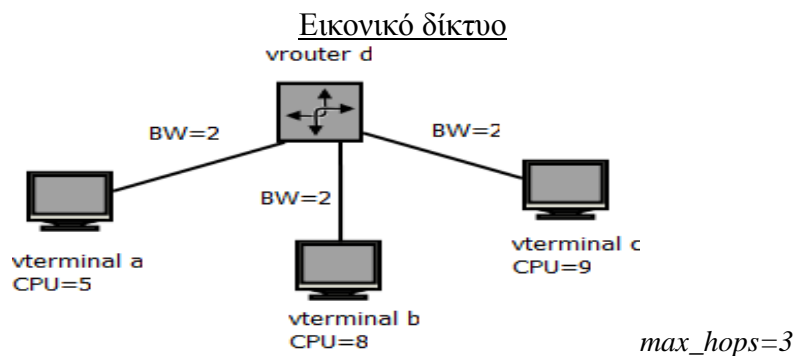 Εικονικό δίκτυο
vrouter d
BW=2
BW=2
BW=2
vterminal a
CPU=5
vterminal c
CPU=9
vterminal b
CPU=8
max_hops=3